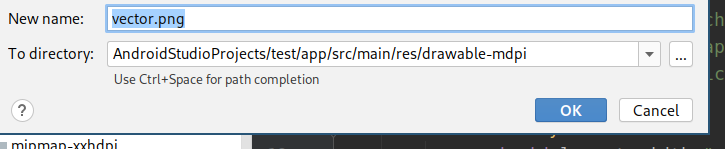 New name: vector.png
To directory: AndroidStudioProjects/test/app/src/main/res/drawable-mdpi ...
Use Ctrl+Space for path completion
? OK Cancel
mipmap-xxhdpi